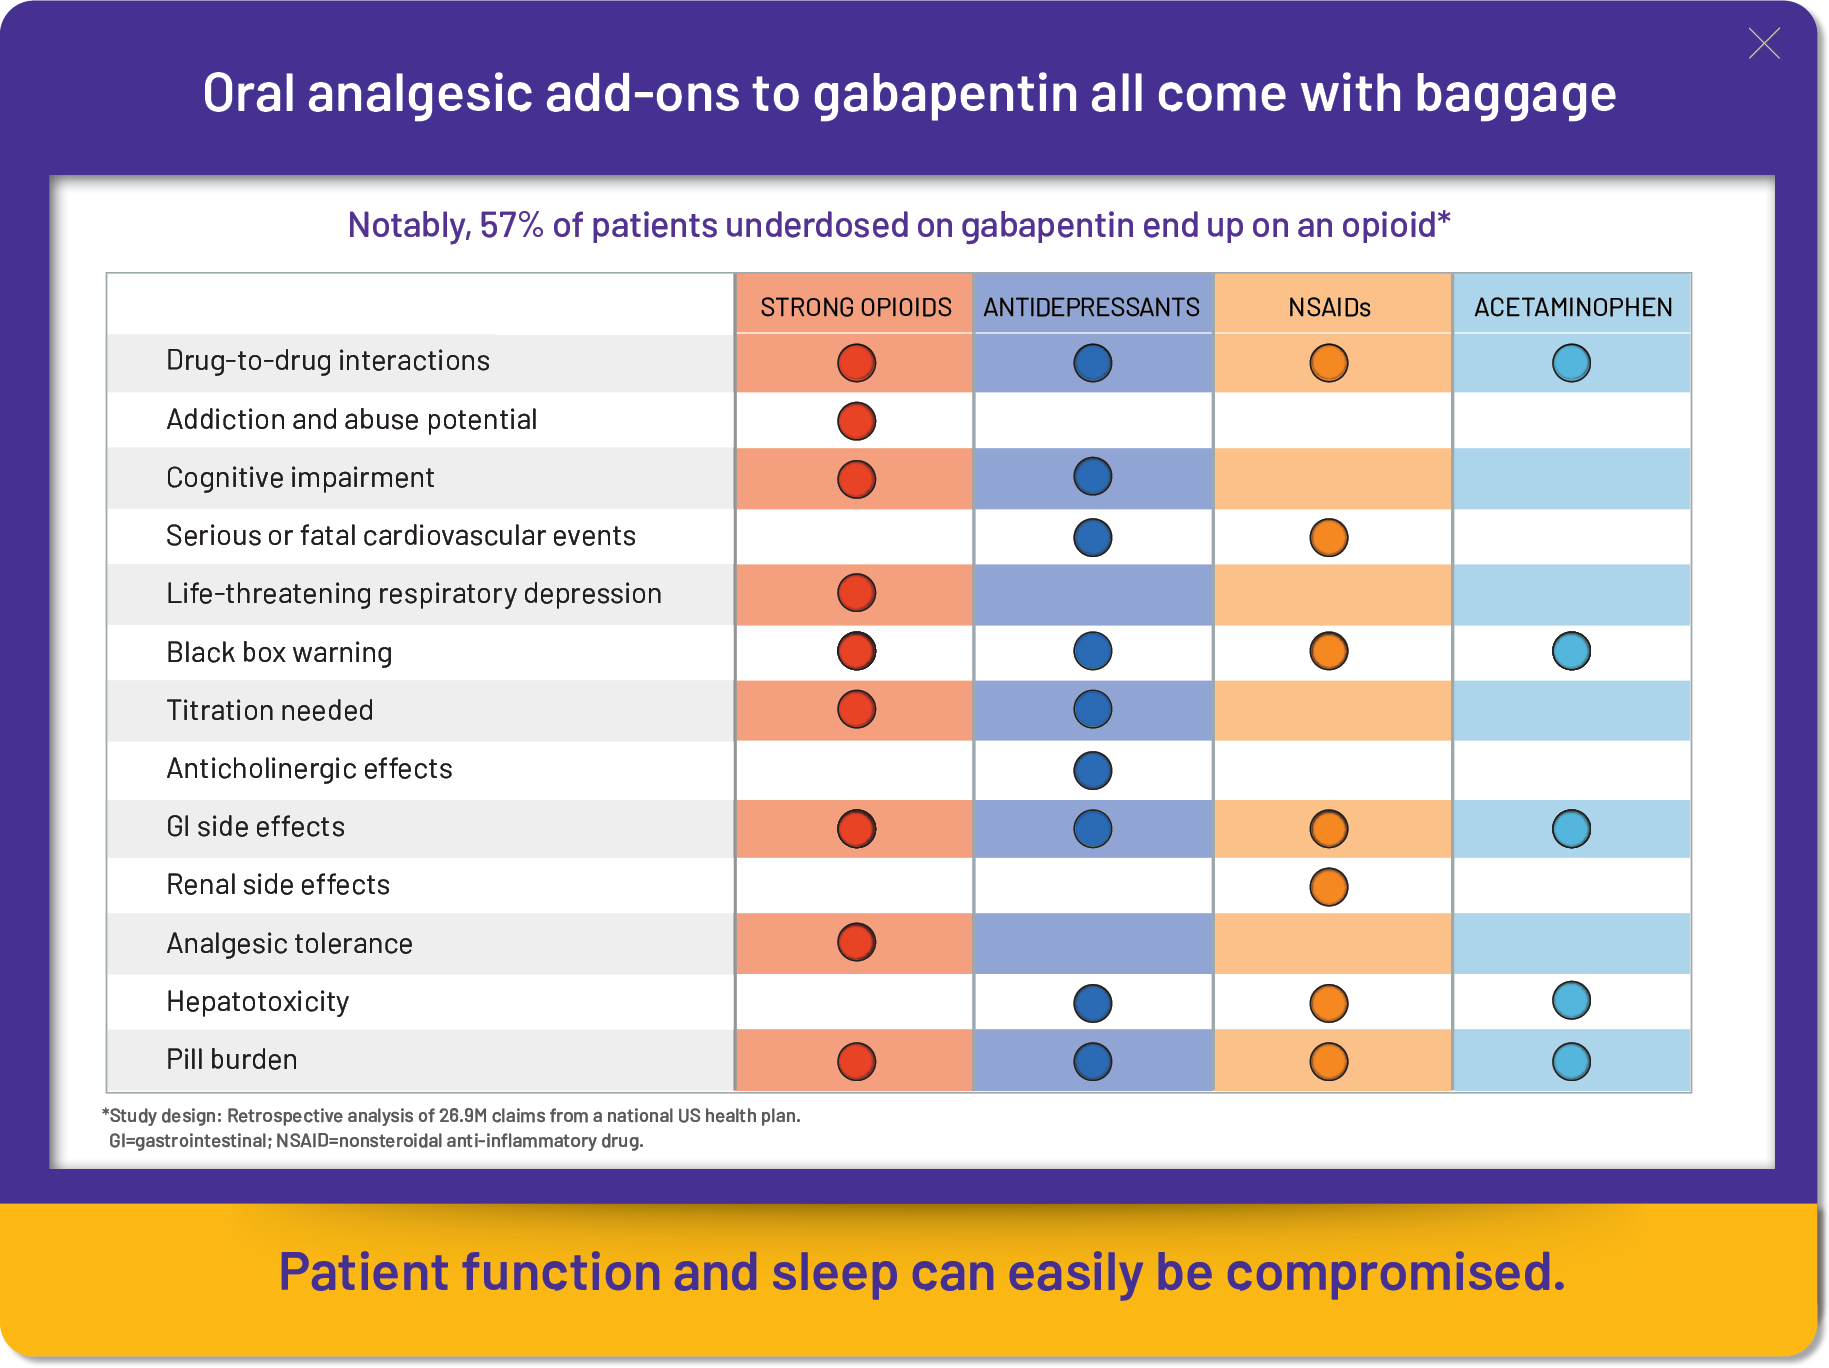 Oral analgesic add-ons to gabapentin all come with baggage
Notably, 57% of patients underdosed on gabapentin end up on an opioid*
STRONG OPIOIDS ANTIDEPRESSANTS NSAIDs ACETAMINOPHEN
Drug-to-drug interactions
Addiction and abuse potential
Cognitive impairment
Serious or fatal cardiovascular events
Life-threatening respiratory depression
Black box warning
Titration needed
Anticholinergic effects
GI side effects
Renal side effects
Analgesic tolerance
Hepatotoxicity
Pill burden
*Study design: Retrospective analysis of 26.9M claims from a national US health plan.
GI=gastrointestinal; NSAID=nonsteroidal anti-inflammatory drug.
Patient function and sleep can easily be compromised.